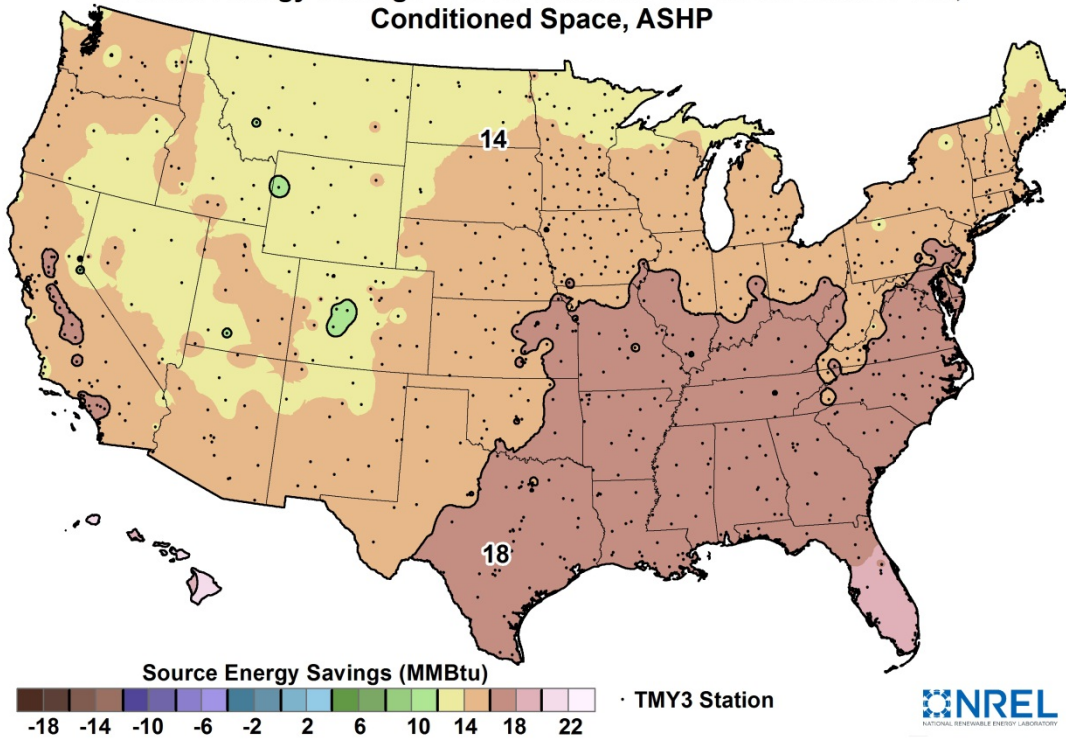 Conditioned Space, ASHP
14
18
Source Energy Savings (MMBtu)
-18 -14 -10 -6 -2 2 6 10 14 18 22
· TMY3 Station
NREL
NATIONAL RENEWABLE ENERGY LABORATORY